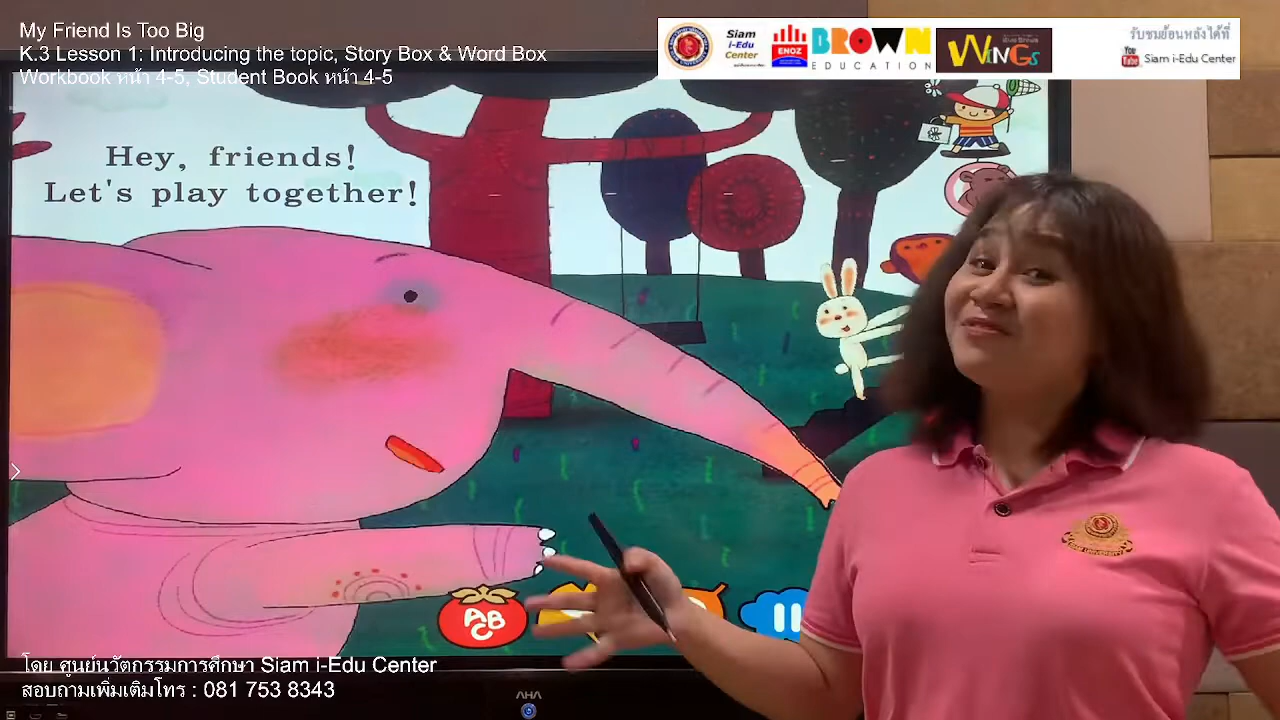 My Friend Is Too Big
K 3 Lesson 1: Introducing the topic, Story Box & Word Box
Workbook หน้า 4-5, Student Book หน้า 4-5
Siam
i-Edu
Center
ENOZ
BROWN
EDUCATION
WINGS
รับชมย้อนหลังได้ที่
You Tube Siam i-Edu Center
Hey, friends!
Let's play together!
ABC
โดย ศูนย์นวัตกรรมการศึกษา Siam i-Edu Center
สอบถามเพิ่มเติมโทร : 081 753 8343
AHA